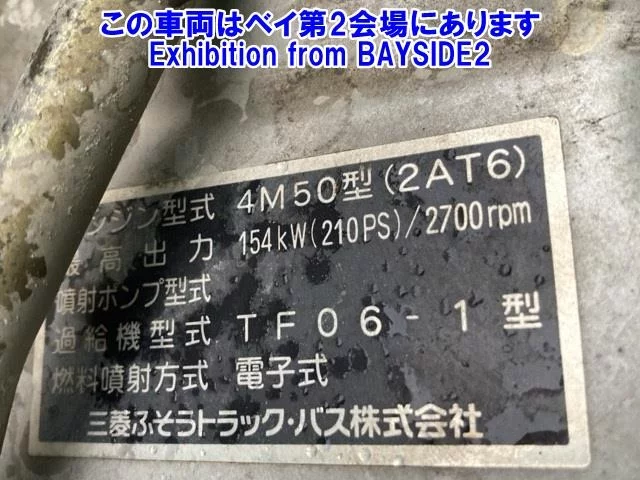 この車両はベイ第2会場にあります
Exhibition from BAYSIDE2
ンジン型式 4M50型(2AT6)
最高出力 154kW(210PS)/2700rpm
噴射ポンプ型式
過給機型式 TF06-1型
燃料噴射方式 電子式
三菱ふそうトラック・バス株式会社